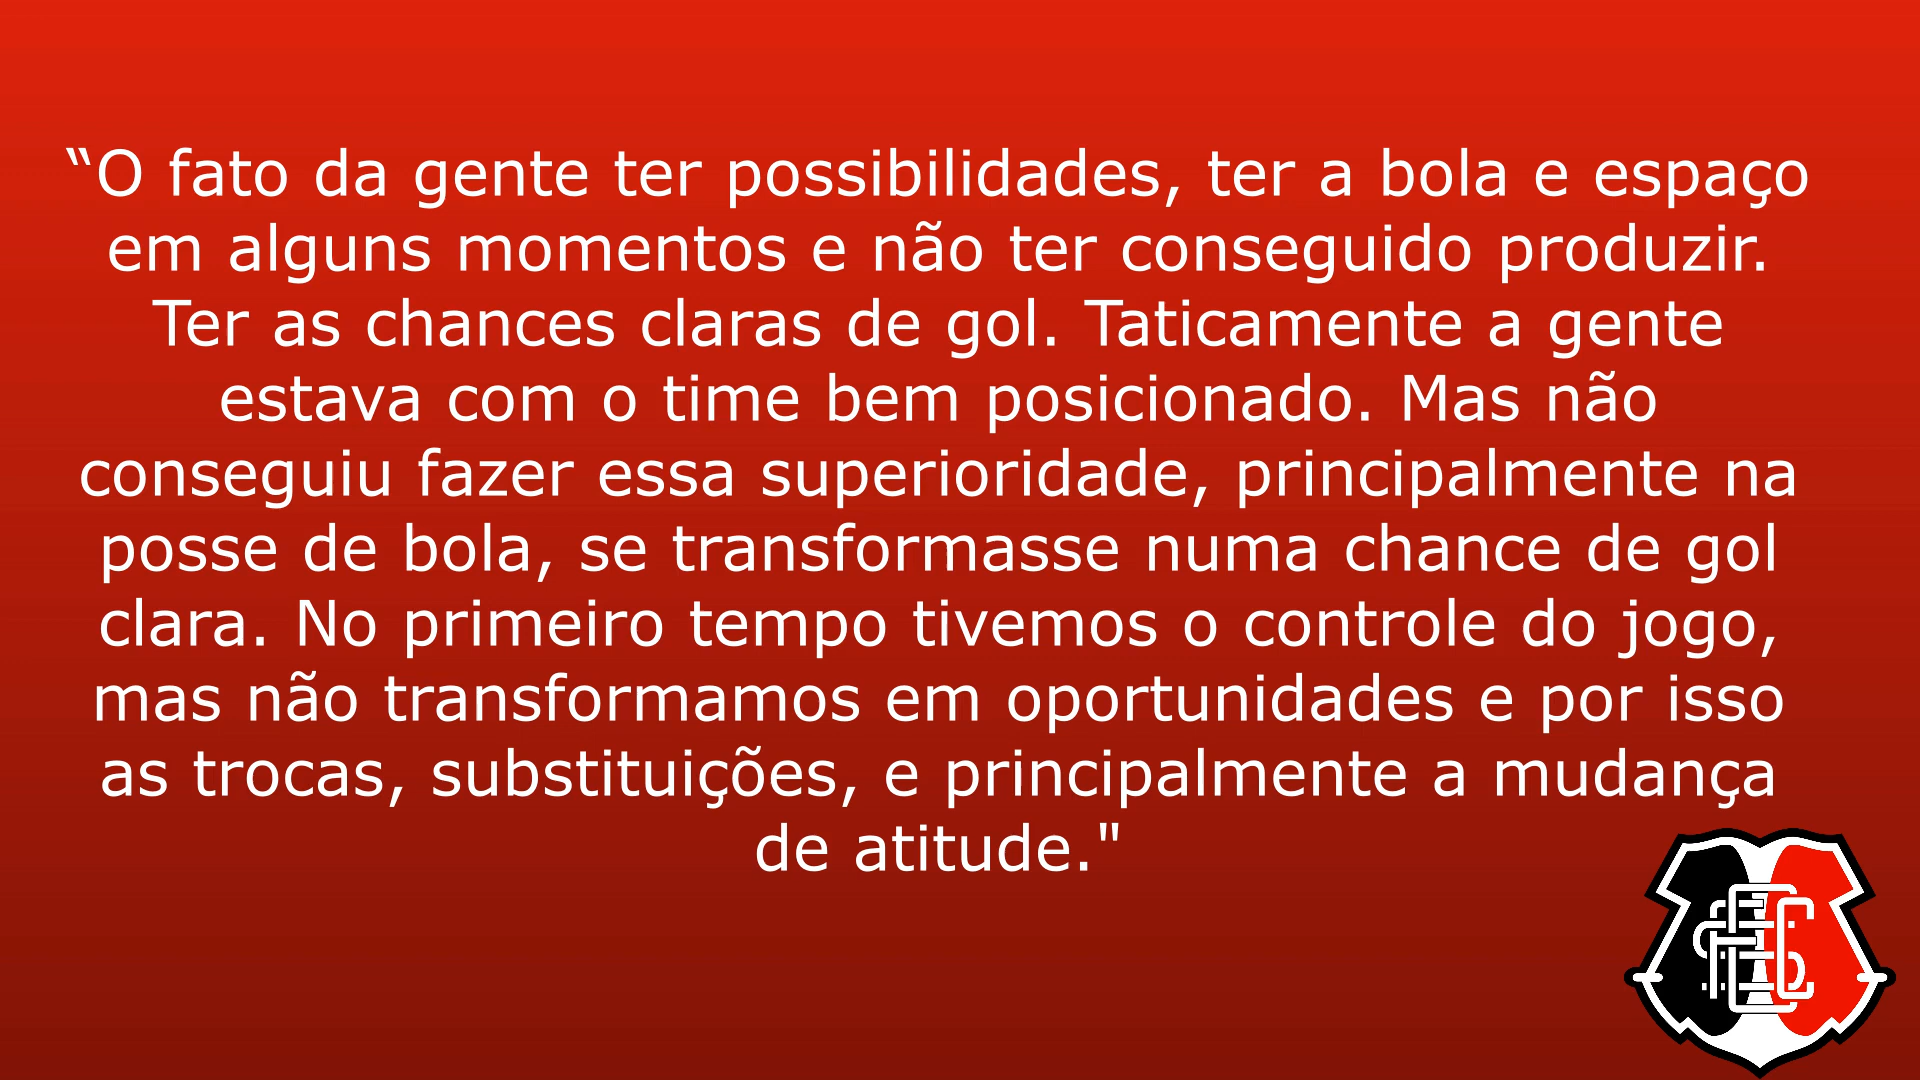 “O fato da gente ter possibilidades, ter a bola e espaço
em alguns momentos e não ter conseguido produzir.
Ter as chances claras de gol. Taticamente a gente
estava com o time bem posicionado. Mas não
conseguiu fazer essa superioridade, principalmente na
posse de bola, se transformasse numa chance de gol
clara. No primeiro tempo tivemos o controle do jogo,
mas não transformamos em oportunidades e por isso
as trocas, substituições, e principalmente a mudança
de atitude."